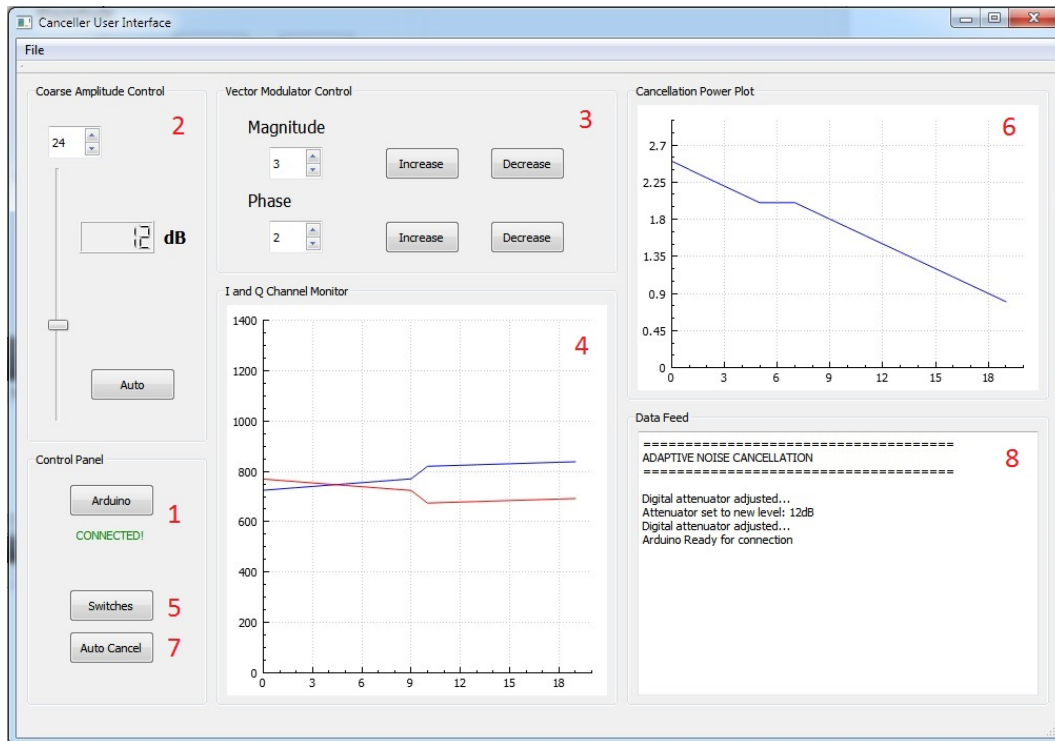 Canceller User Interface
File
Coarse Amplitude Control
2
24
12 dB
Auto
Control Panel
Arduino
1
CONNECTED!
Switches
5
Auto Cancel
7
Vector Modulator Control
3
Magnitude
3
Increase
Decrease
Phase
2
Increase
Decrease
I and Q Channel Monitor
4
1400
1200
1000
800
600
400
200
0
0 3 6 9 12 15 18
Cancellation Power Plot
6
2.7
2.25
1.8
1.35
0.9
0.45
0
0 3 6 9 12 15 18
Data Feed
8
=====================================
ADAPTIVE NOISE CANCELLATION
=====================================
Digital attenuator adjusted...
Attenuator set to new level: 12dB
Digital attenuator adjusted...
Arduino Ready for connection